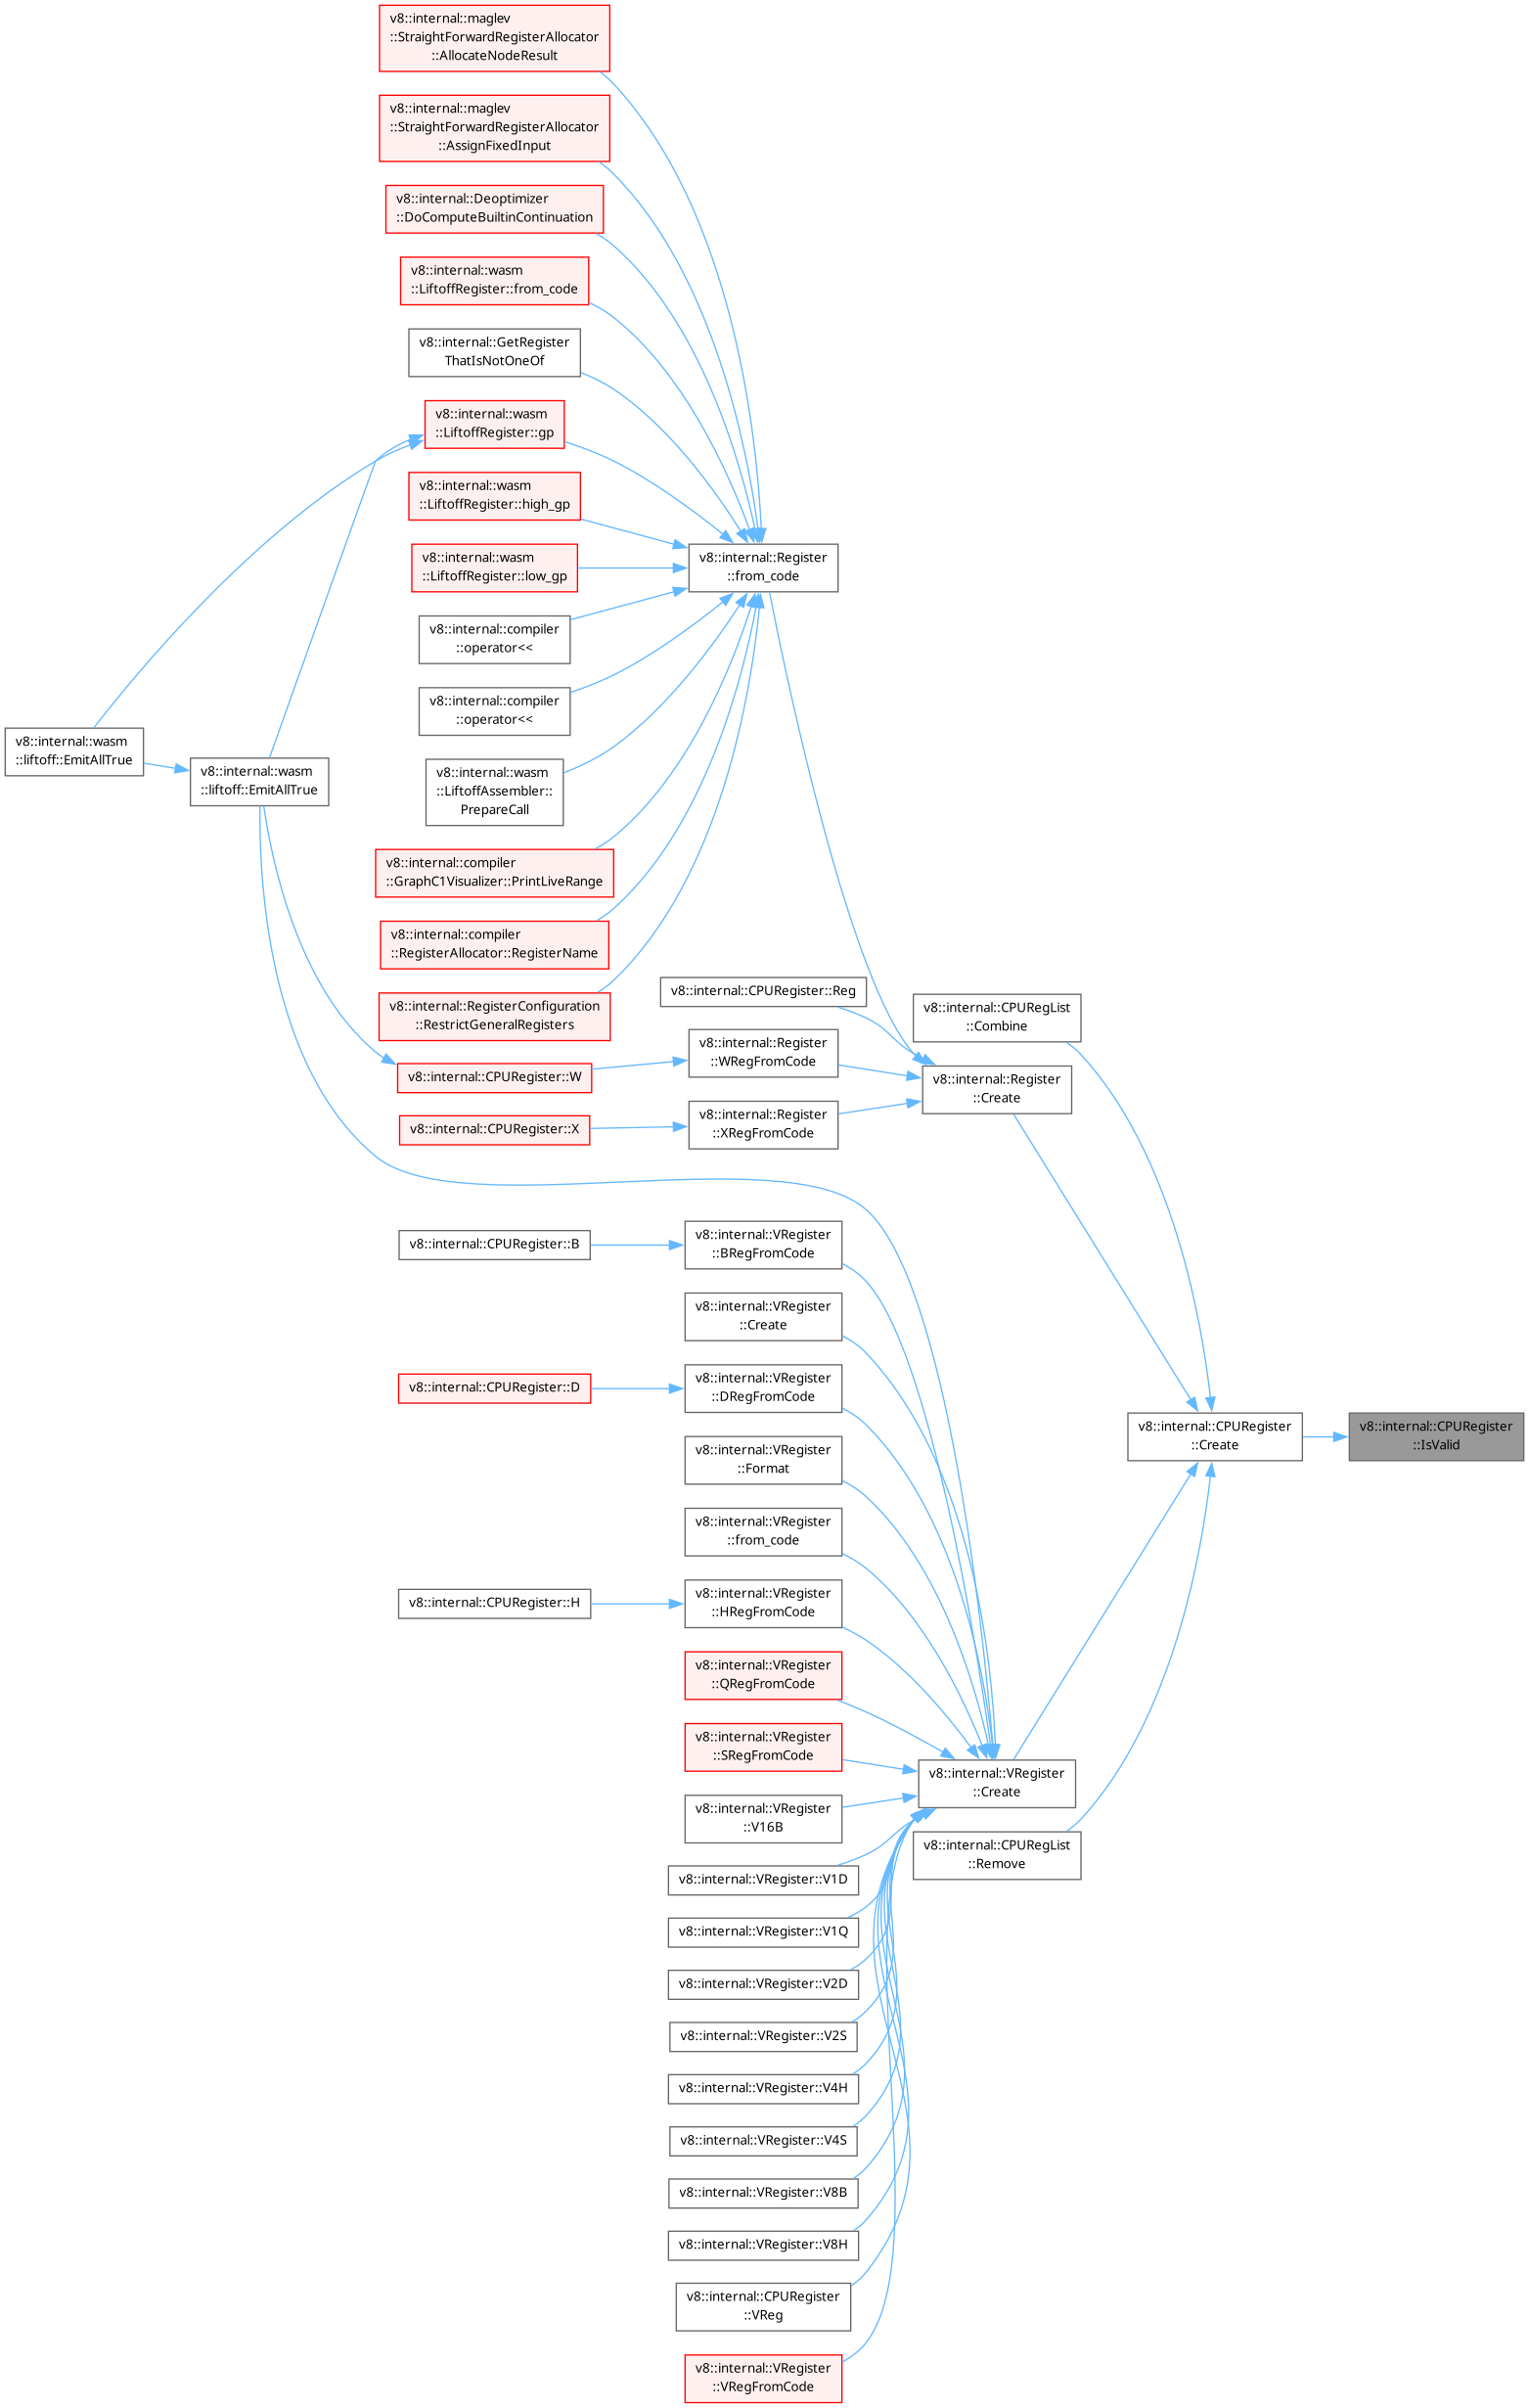 v8::internal::maglev
::StraightForwardRegisterAllocator
::AllocateNodeResult
v8::internal::maglev
::StraightForwardRegisterAllocator
::AssignFixedInput
v8::internal::Deoptimizer
::DoComputeBuiltinContinuation
v8::internal::wasm
::LiftoffRegister::from_code
v8::internal::GetRegister
ThatIsNotOneOf
v8::internal::wasm
::LiftoffRegister::gp
v8::internal::wasm
::LiftoffRegister::high_gp
v8::internal::wasm
::LiftoffRegister::low_gp
v8::internal::Register
::from_code
v8::internal::compiler
::operator<<
v8::internal::compiler
::operator<<
v8::internal::wasm
::liftoff::EmitAllTrue
v8::internal::wasm
::liftoff::EmitAllTrue
v8::internal::wasm
::LiftoffAssembler::
PrepareCall
v8::internal::compiler
::GraphC1Visualizer::PrintLiveRange
v8::internal::compiler
::RegisterAllocator::RegisterName
v8::internal::RegisterConfiguration
::RestrictGeneralRegisters
v8::internal::CPURegister::Reg
v8::internal::CPURegList
::Combine
v8::internal::Register
::WRegFromCode
v8::internal::CPURegister::W
v8::internal::Register
::Create
v8::internal::Register
::XRegFromCode
v8::internal::CPURegister::X
v8::internal::VRegister
::BRegFromCode
v8::internal::CPURegister::B
v8::internal::VRegister
::Create
v8::internal::VRegister
::DRegFromCode
v8::internal::CPURegister::D
v8::internal::CPURegister
::Create
v8::internal::CPURegister
::IsValid
v8::internal::VRegister
::Format
v8::internal::VRegister
::from_code
v8::internal::VRegister
::HRegFromCode
v8::internal::CPURegister::H
v8::internal::VRegister
::QRegFromCode
v8::internal::VRegister
::SRegFromCode
v8::internal::VRegister
::Create
v8::internal::VRegister
::V16B
v8::internal::CPURegList
::Remove
v8::internal::VRegister::V1D
v8::internal::VRegister::V1Q
v8::internal::VRegister::V2D
v8::internal::VRegister::V2S
v8::internal::VRegister::V4H
v8::internal::VRegister::V4S
v8::internal::VRegister::V8B
v8::internal::VRegister::V8H
v8::internal::CPURegister
::VReg
v8::internal::VRegister
::VRegFromCode